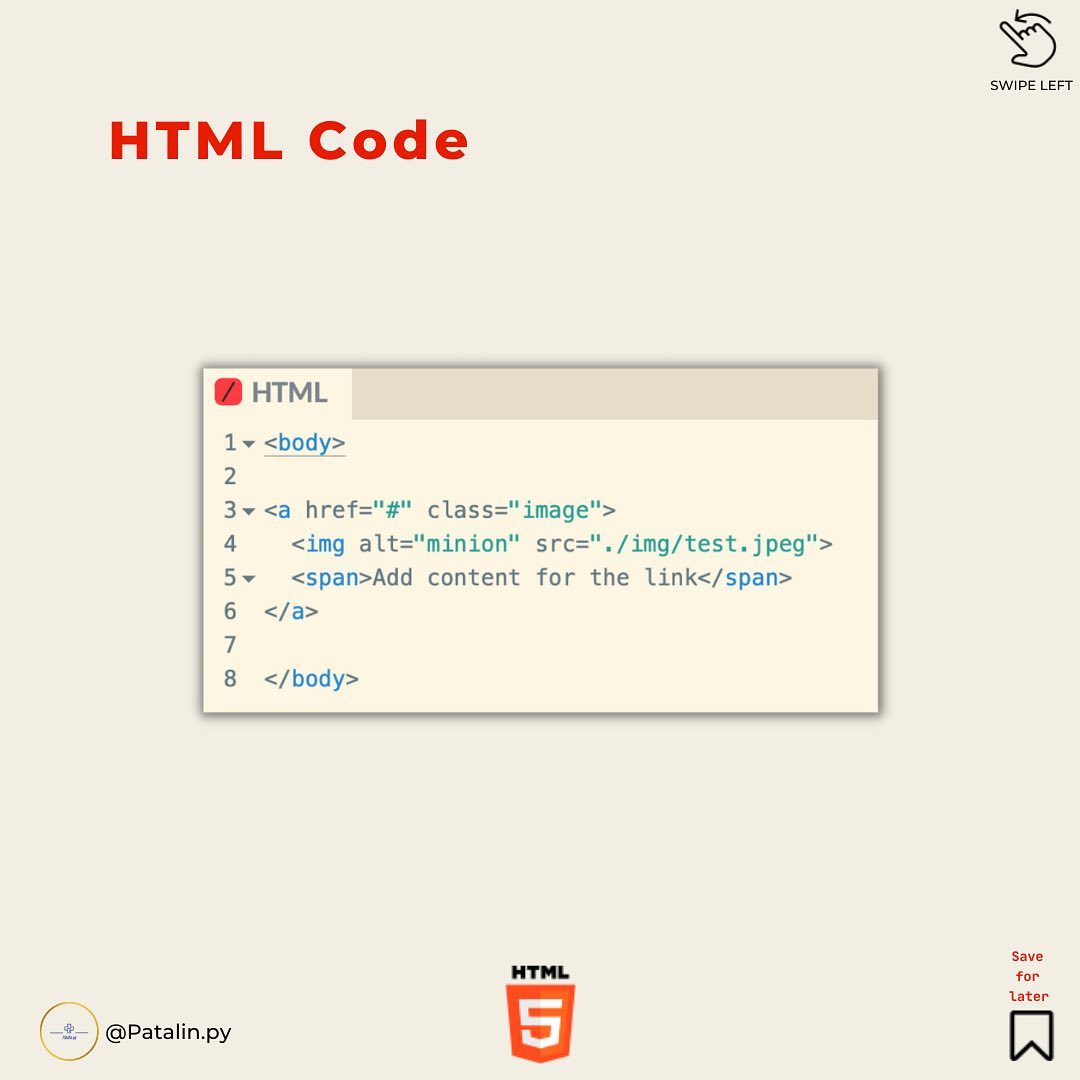 SWIPE LEFT
HTML Code
/ HTML
1 <body>
2
3 <a href="#" class="image">
4   <img alt="minion" src="./img/test.jpeg">
5   <span>Add content for the link</span>
6 </a>
7
8 </body>
Save
for
later
HTML
5
@Patalin.py